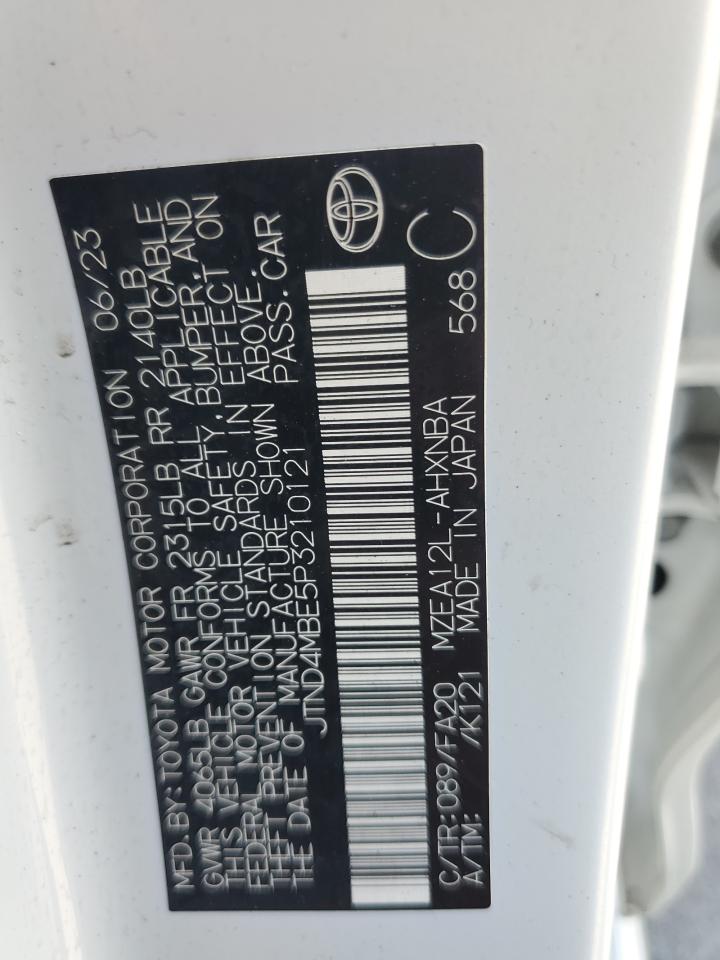 MFD.BY:TOYOTA MOTOR CORPORATION 06/23
GVWR 4065LB GAWR FR 2315LB RR 2140LB
THIS VEHICLE CONFORMS TO ALL APPLICABLE
FEDERAL MOTOR VEHICLE SAFETY,BUMPER,AND
THEFT PREVENTION STANDARDS IN EFFECT ON
THE DATE OF MANUFACTURE SHOWN ABOVE.
JTND4MBE5P3210121 PASS.CAR
C/TR:089/FA20 MZEA12L-AHXNBA 568
A/TM: /K121 MADE IN JAPAN C